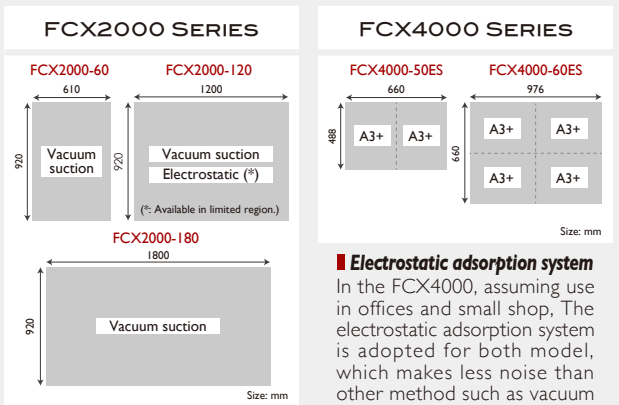 FCX2000 SERIES
FCX2000-60
610
920
Vacuum
suction
FCX2000-120
1200
920
Vacuum suction
Electrostatic (*)
(*: Available in limited region.)
FCX2000-180
1800
920
Vacuum suction
Size: mm
FCX4000 SERIES
FCX4000-50ES
660
488
A3+ A3+
FCX4000-60ES
976
660
A3+ A3+
A3+ A3+
Size: mm
Electrostatic adsorption system
In the FCX4000, assuming use
in offices and small shop, The
electrostatic adsorption system
is adopted for both model,
which makes less noise than
other method such as vacuum